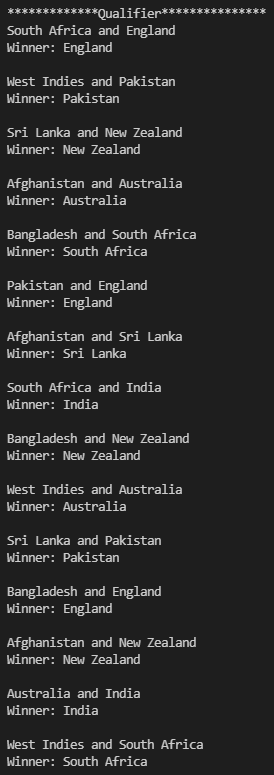 *************Qualifier***************
South Africa and England
Winner: England
West Indies and Pakistan
Winner: Pakistan
Sri Lanka and New Zealand
Winner: New Zealand
Afghanistan and Australia
Winner: Australia
Bangladesh and South Africa
Winner: South Africa
Pakistan and England
Winner: England
Afghanistan and Sri Lanka
Winner: Sri Lanka
South Africa and India
Winner: India
Bangladesh and New Zealand
Winner: New Zealand
West Indies and Australia
Winner: Australia
Sri Lanka and Pakistan
Winner: Pakistan
Bangladesh and England
Winner: England
Afghanistan and New Zealand
Winner: New Zealand
Australia and India
Winner: India
West Indies and South Africa
Winner: South Africa